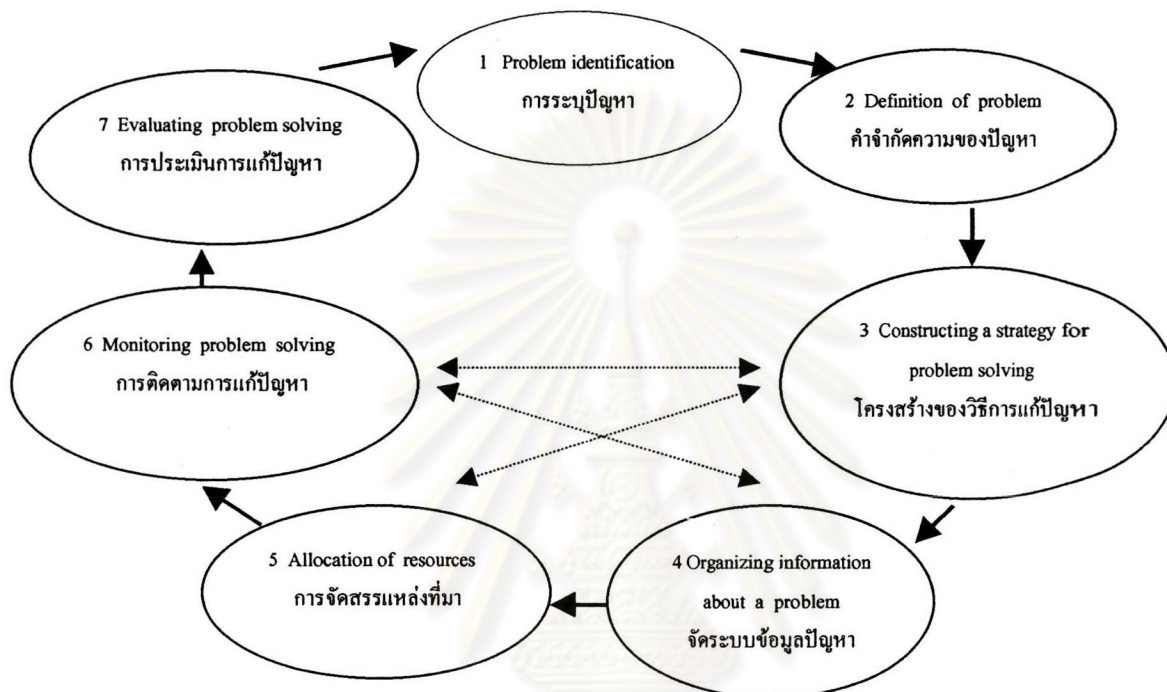 1 Problem identification
การระบุปัญหา
2 Definition of problem
คำจำกัดความของปัญหา
3 Constructing a strategy for
problem solving
โครงสร้างของวิธีการแก้ปัญหา
4 Organizing information
about a problem
จัดระบบข้อมูลปัญหา
5 Allocation of resources
การจัดสรรแหล่งที่มา
6 Monitoring problem solving
การติดตามการแก้ปัญหา
7 Evaluating problem solving
การประเมินการแก้ปัญหา